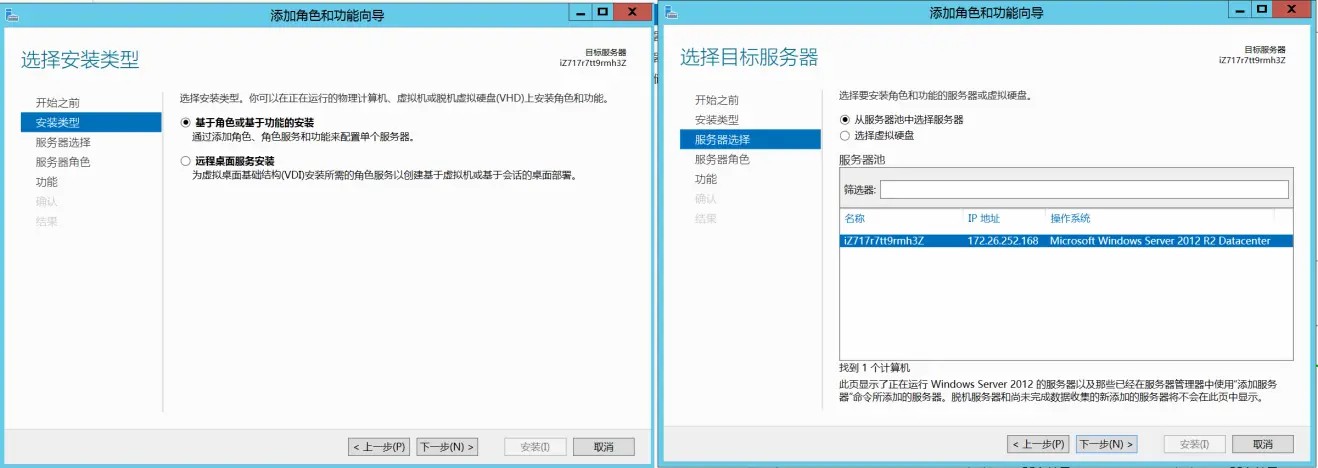 添加角色和功能向导
选择安装类型
目标服务器
iZ717r7tt9rmh3Z
开始之前
安装类型
服务器选择
服务器角色
功能
确认
结果
选择安装类型。你可以在正在运行的物理计算机、虚拟机或脱机虚拟硬盘(VHD)上安装角色和功能。
基于角色或基于功能的安装
通过添加角色、角色服务和功能来配置单个服务器。
远程桌面服务安装
为虚拟桌面基础结构(VDI)安装所需的角色服务以创建基于虚拟机或基于会话的桌面部署。
< 上一步(P)
下一步(N) >
安装(I)
取消
添加角色和功能向导
选择目标服务器
目标服务器
iZ717r7tt9rmh3Z
开始之前
安装类型
服务器选择
服务器角色
功能
确认
结果
选择要安装角色和功能的服务器或虚拟硬盘。
从服务器池中选择服务器
选择虚拟硬盘
服务器池
筛选器:
名称 IP 地址 操作系统
iZ717r7tt9rmh3Z 172.26.252.168 Microsoft Windows Server 2012 R2 Datacenter
找到 1 个计算机
此页显示了正在运行 Windows Server 2012 的服务器以及那些已经在服务器管理器中使用"添加服务
器"命令所添加的服务器。脱机服务器和尚未完成数据收集的新添加的服务器将不会在此页中显示。
< 上一步(P)
下一步(N) >
安装(I)
取消